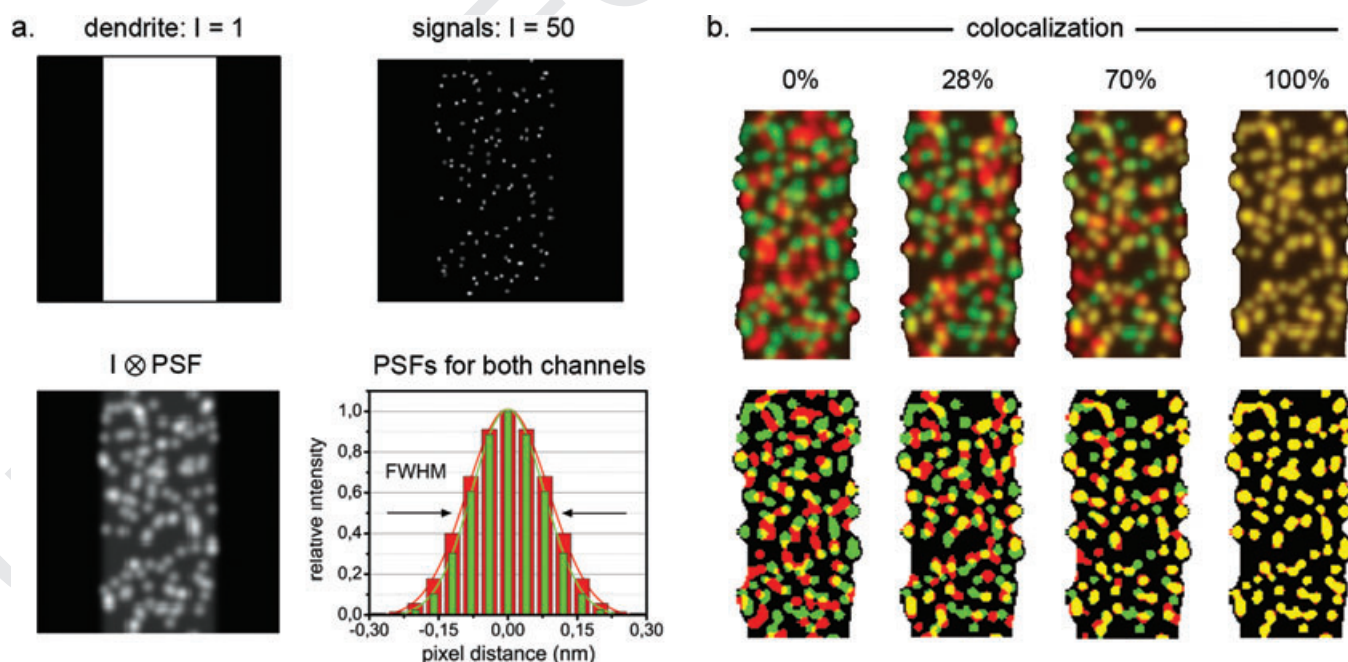 a.
dendrite: I = 1
signals: I = 50
I ⊗ PSF
PSFs for both channels
relative intensity
1,0
0,8
0,6
0,4
0,2
0,0
FWHM
-0,30 -0,15 0,00 0,15 0,30
pixel distance (nm)
b.
colocalization
0% 28% 70% 100%